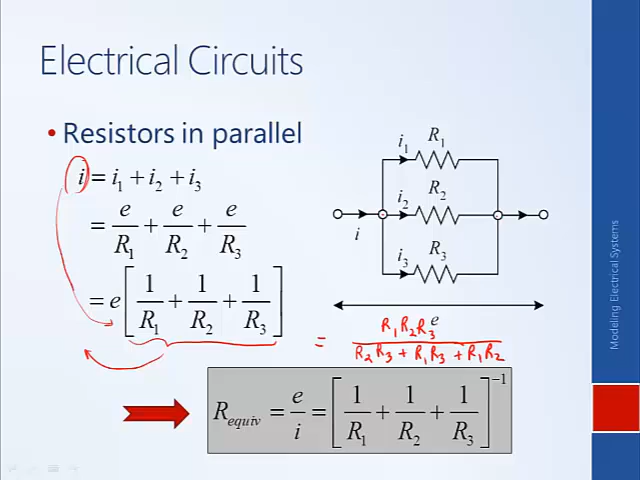 Electrical Circuits
• Resistors in parallel
i = i₁ + i₂ + i₃
= e/R₁ + e/R₂ + e/R₃
= e[1/R₁ + 1/R₂ + 1/R₃]
i₁ R₁
i₂ R₂
i
i₃ R₃
e
= R₁R₂R₃ / R₂R₃ + R₁R₃ + R₁R₂
R_equiv = e/i = [1/R₁ + 1/R₂ + 1/R₃]⁻¹
Modeling Electrical Systems